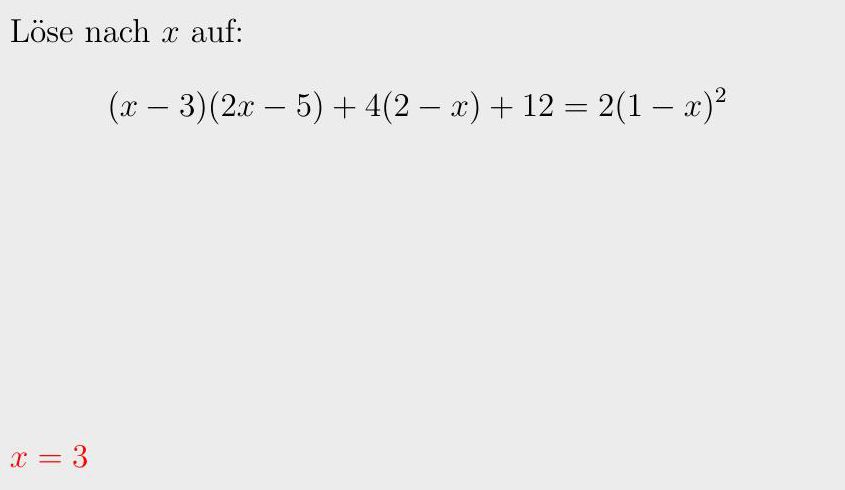 Löse nach x auf:
(x − 3)(2x − 5) + 4(2 − x) + 12 = 2(1 − x)²
x = 3